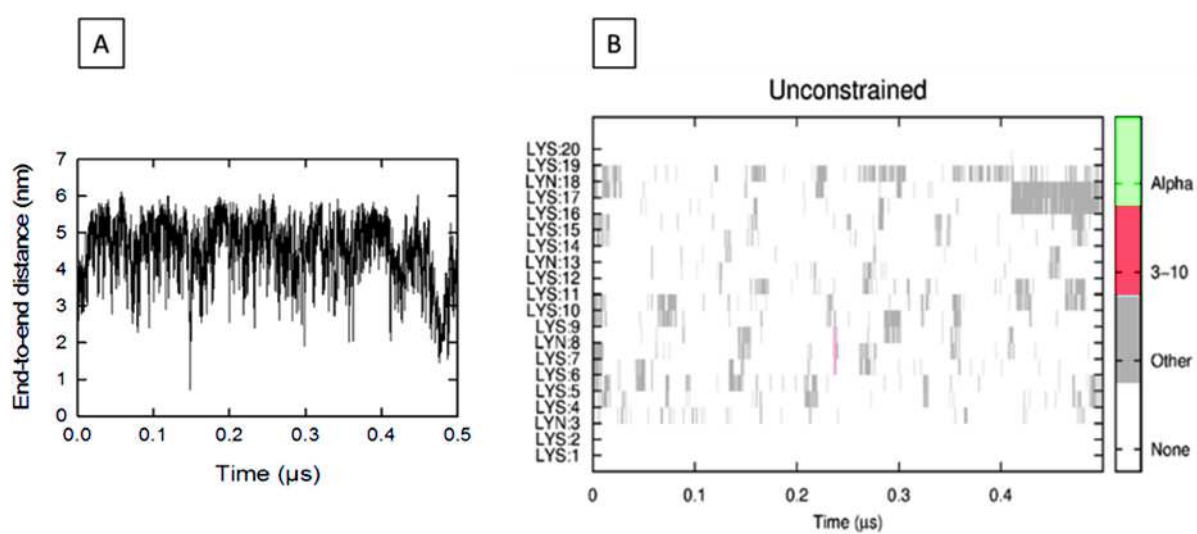 A
End-to-end distance (nm)
7
6
5
4
3
2
1
0
0.0 0.1 0.2 0.3 0.4 0.5
Time (µs)
B
Unconstrained
LYS:20
LYS:19
LYN:18
LYS:17
LYS:16
LYS:15
LYS:14
LYN:13
LYS:12
LYS:11
LYS:10
LYS:9
LYN:8
LYS:7
LYS:6
LYS:5
LYS:4
LYN:3
LYS:2
LYS:1
0 0.1 0.2 0.3 0.4
Time (µs)
Alpha
3-10
Other
None